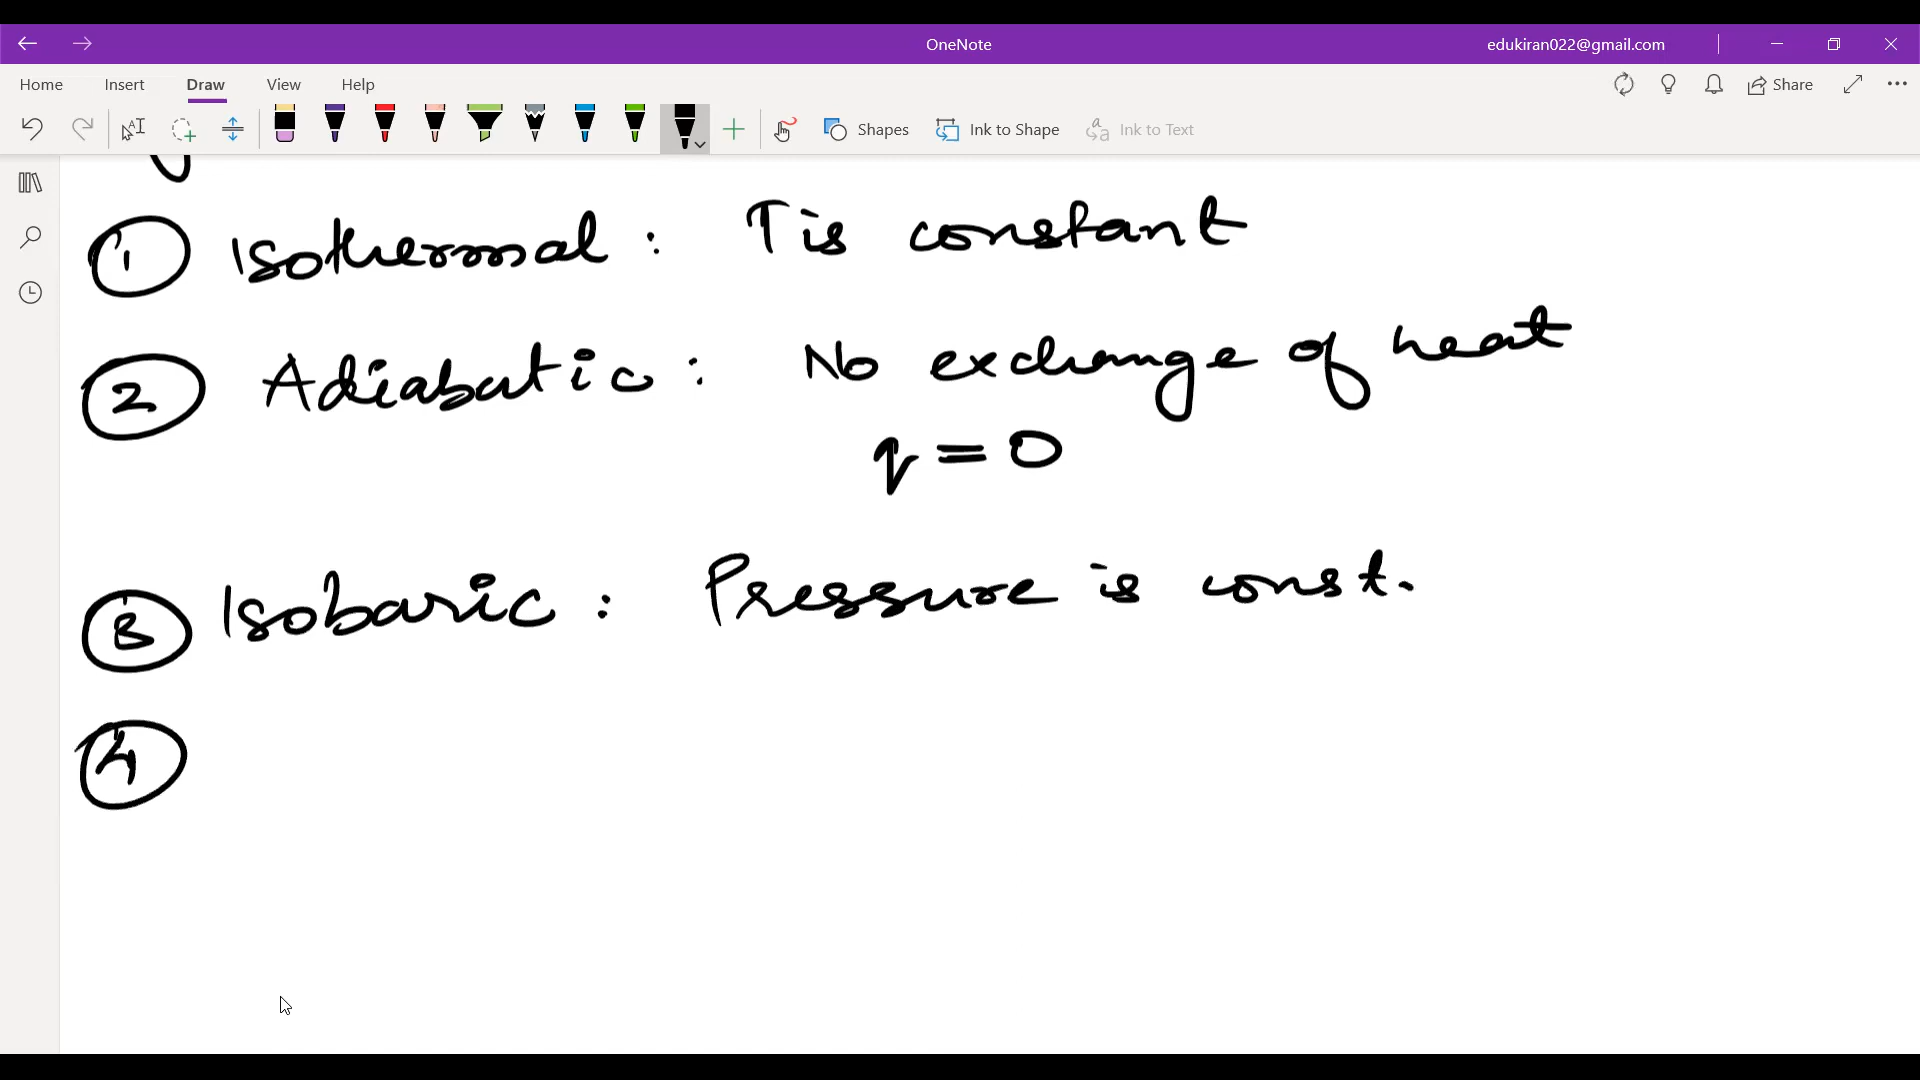 OneNote
edukiran022@gmail.com
Home Insert Draw View Help
Share
Shapes Ink to Shape Ink to Text
1 Isothermal : T is constant
2 Adiabatic : No exchange of heat
q = 0
3 Isobaric : Pressure is const.
4